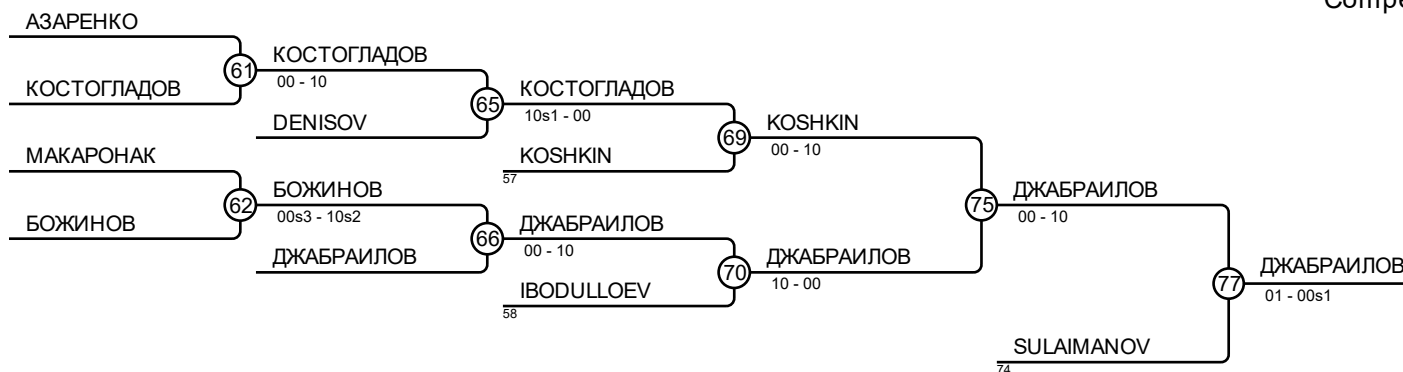 Compe
АЗАРЕНКО
61
КОСТОГЛАДОВ
00 - 10
КОСТОГЛАДОВ
65
КОСТОГЛАДОВ
10s1 - 00
DENISOV
69
KOSHKIN
00 - 10
МАКАРОНАК
KOSHKIN
57
62
БОЖИНОВ
00s3 - 10s2
75
ДЖАБРАИЛОВ
00 - 10
БОЖИНОВ
66
ДЖАБРАИЛОВ
00 - 10
ДЖАБРАИЛОВ
70
ДЖАБРАИЛОВ
10 - 00
77
ДЖАБРАИЛОВ
01 - 00s1
IBODULLOEV
58
SULAIMANOV
74